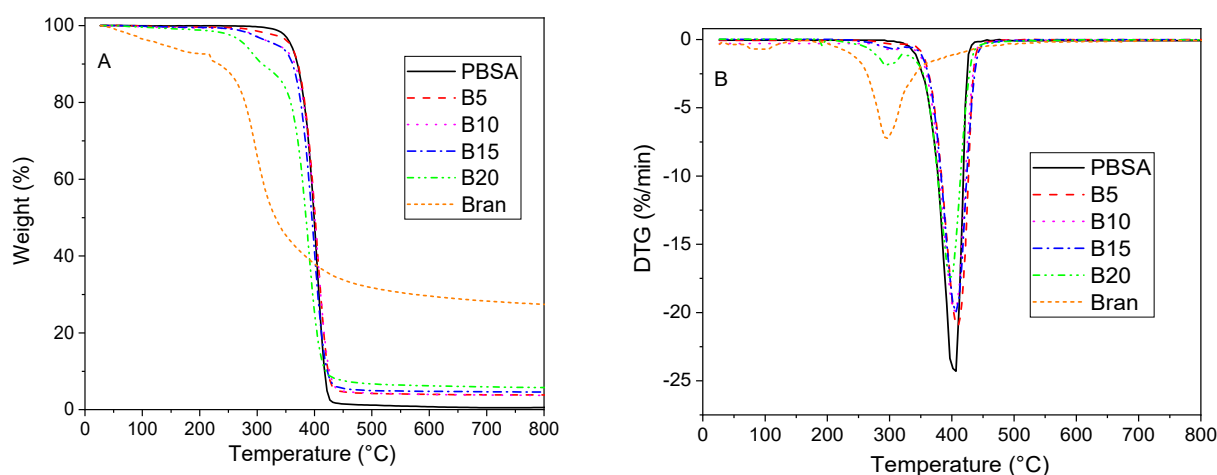 100
80
60
40
20
0
Weight (%)
A
PBSA
B5
B10
B15
B20
Bran
0 100 200 300 400 500 600 700 800
Temperature (°C)
0
-5
-10
-15
-20
-25
DTG (%/min)
B
PBSA
B5
B10
B15
B20
Bran
0 100 200 300 400 500 600 700 800
Temperature (°C)